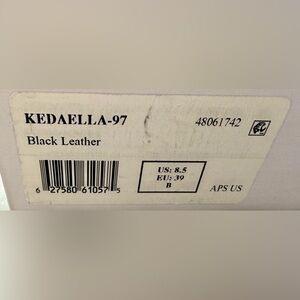 KEDAELLA-97 48061742
Black Leather
US: 8.5
EU: 39
B
6 27580 61057 5
APS US